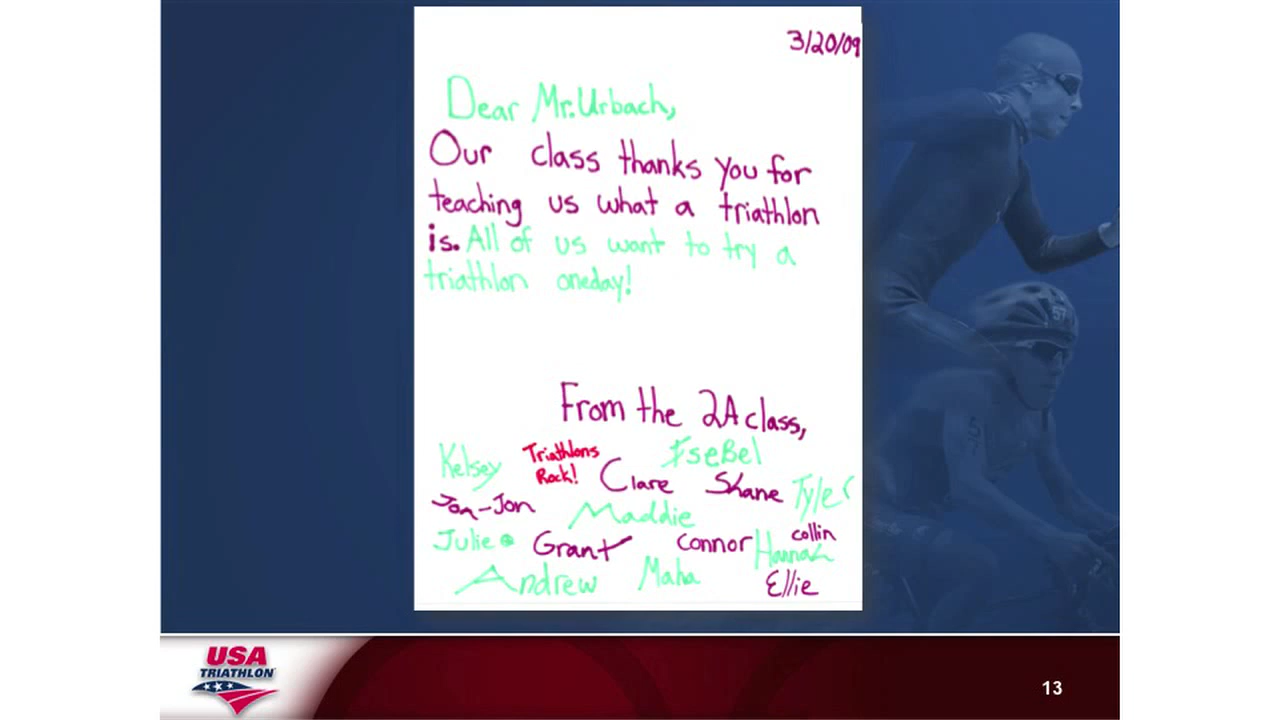 3/20/09
Dear Mr. Urbach,
Our class thanks you for
teaching us what a triathlon
is. All of us want to try a
triathlon oneday!
From the 2A class,
Kelsey Triathlons Rock! IseBel
Clare Shane Tyler
Jon-Jon Maddie
Julie Grant connor Hannah collin
Andrew Maha Ellie
57
USA
TRIATHLON
13